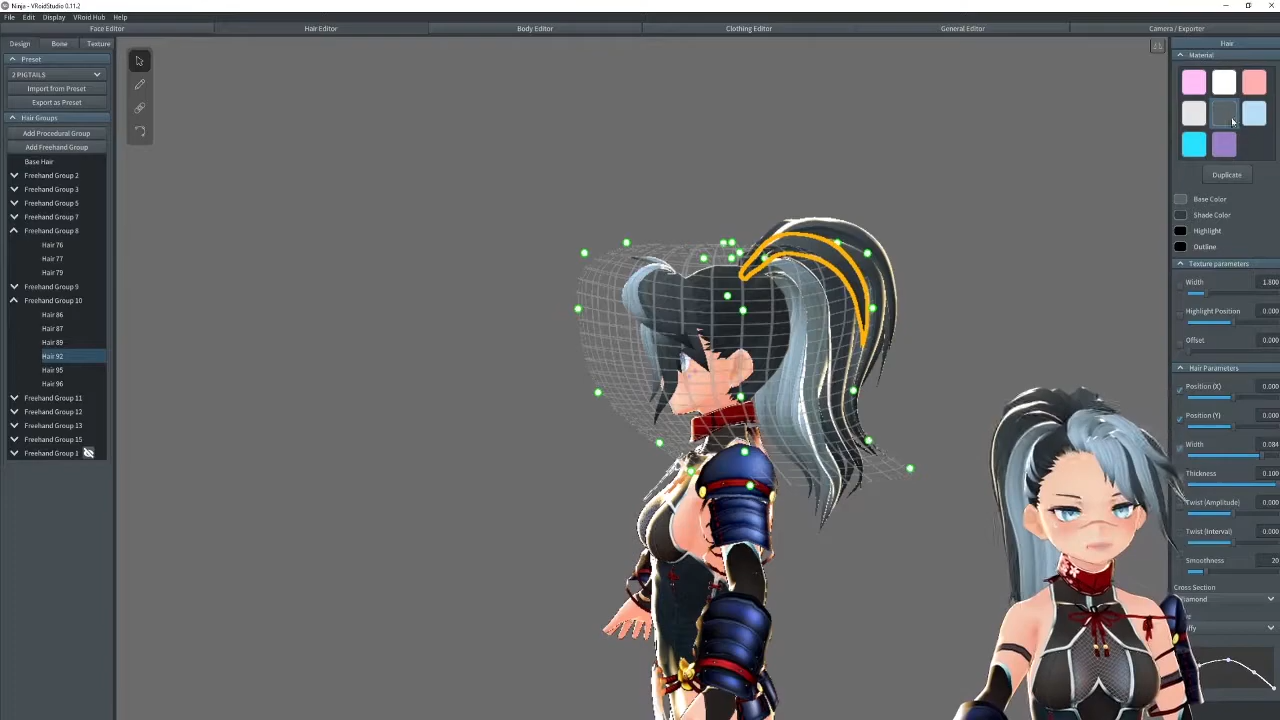 Ninja - VRoidStudio 0.11.2
File Edit Display VRoid Hub Help
Face Editor Hair Editor Body Editor Clothing Editor General Editor Camera / Exporter
Design Bone Texture
Preset
2 PIGTAILS
Import from Preset
Export as Preset
Hair Groups
Add Procedural Group
Add Freehand Group
Base Hair
Freehand Group 2
Freehand Group 3
Freehand Group 5
Freehand Group 7
Freehand Group 8
Hair 76
Hair 77
Hair 79
Freehand Group 9
Freehand Group 10
Hair 86
Hair 87
Hair 89
Hair 92
Hair 95
Hair 96
Freehand Group 11
Freehand Group 12
Freehand Group 13
Freehand Group 15
Freehand Group 1
Hair
Material
Duplicate
Base Color
Shade Color
Highlight
Outline
Texture parameters
Width 1.800
Highlight Position 0.000
Offset 0.000
Hair Parameters
Position (X) 0.000
Position (Y) 0.000
Width 0.084
Thickness 0.100
Twist (Amplitude) 0.000
Twist (Interval) 0.000
Smoothness 20
Cross Section